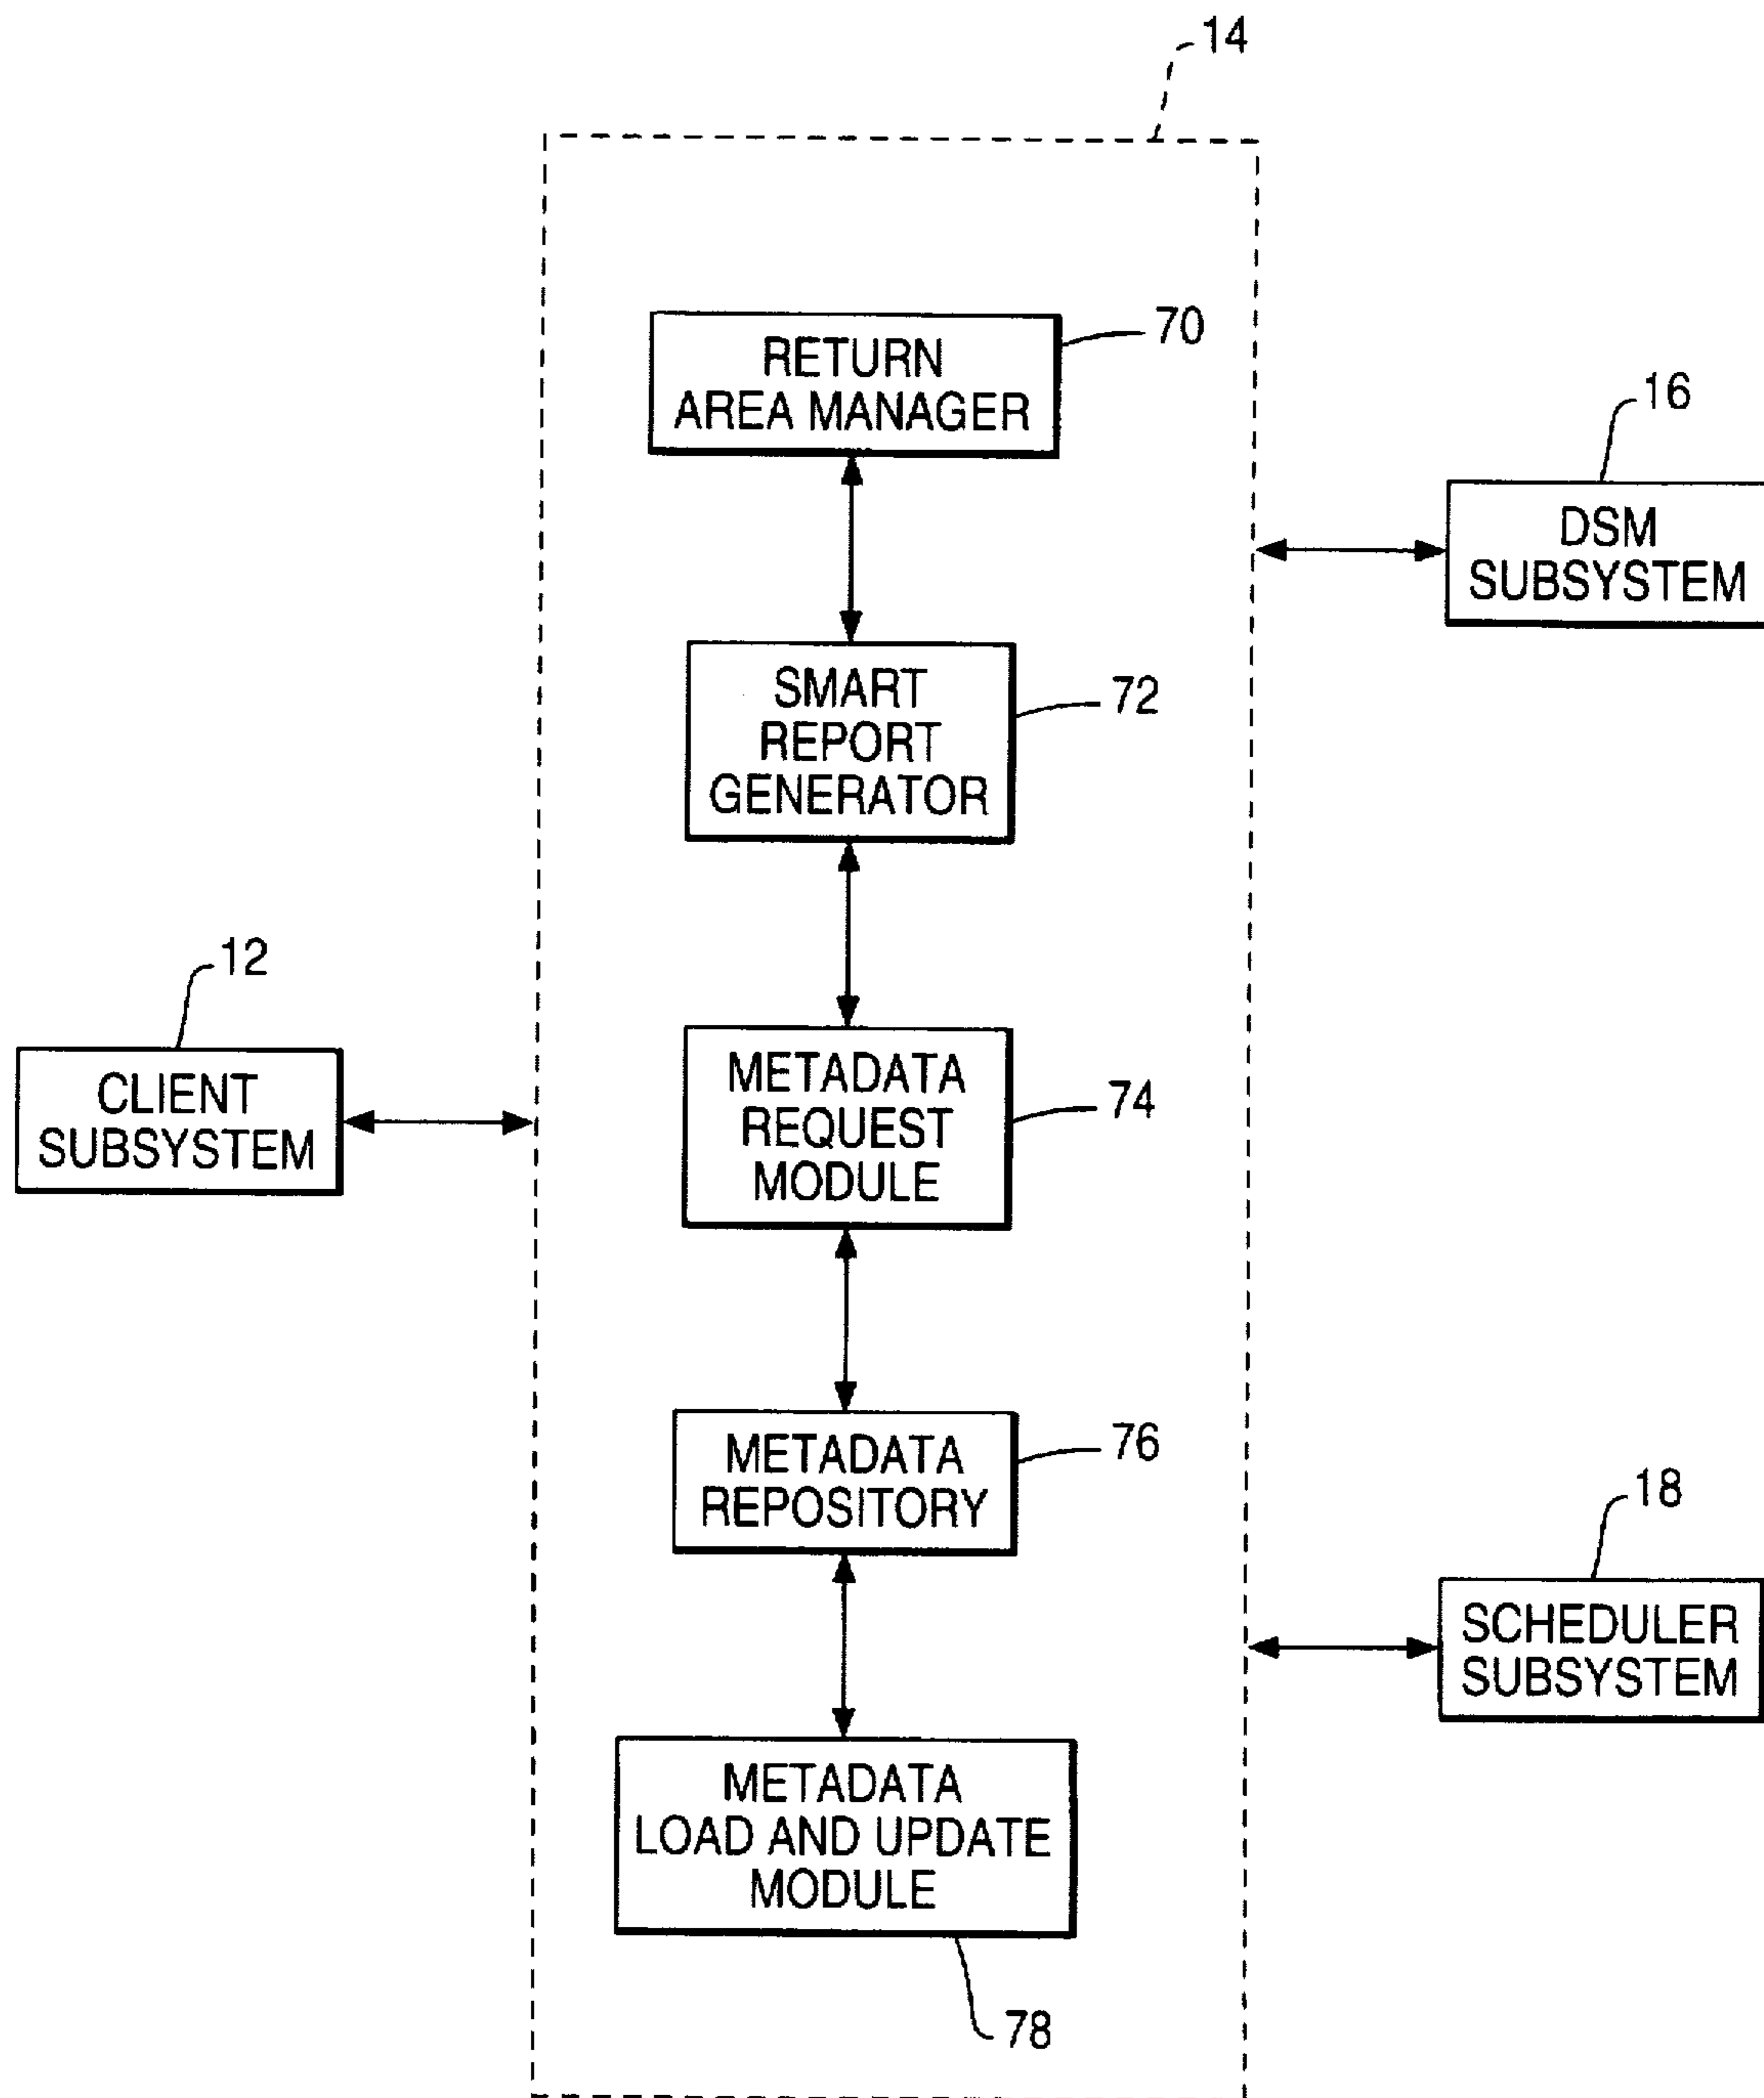 14
RETURN
AREA MANAGER
70
16
DSM
SUBSYSTEM
SMART
REPORT
GENERATOR
72
12
CLIENT
SUBSYSTEM
METADATA
REQUEST
MODULE
74
METADATA
REPOSITORY
76
18
SCHEDULER
SUBSYSTEM
METADATA
LOAD AND UPDATE
MODULE
78